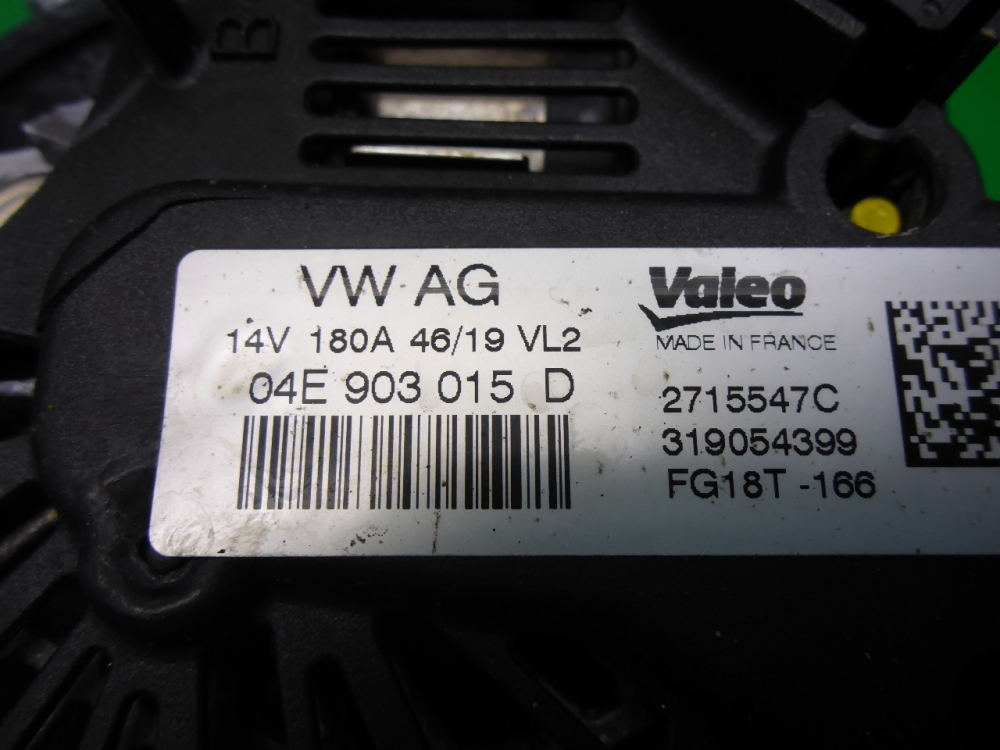 B+
VW AG
14V 180A 46/19 VL2
04E 903 015 D
Valeo
MADE IN FRANCE
2715547C
319054399
FG18T -166